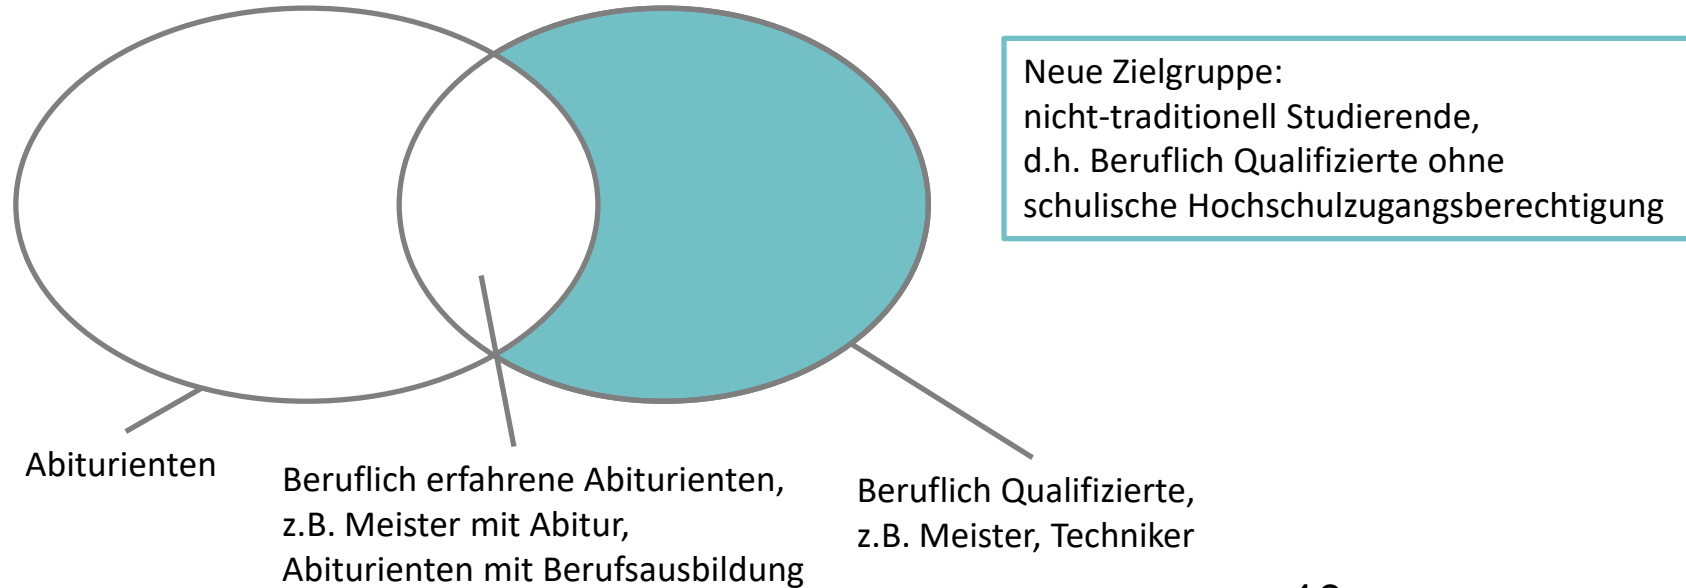 Neue Zielgruppe:
nicht-traditionell Studierende,
d.h. Beruflich Qualifizierte ohne
schulische Hochschulzugangsberechtigung
Abiturienten
Beruflich erfahrene Abiturienten,
z.B. Meister mit Abitur,
Abiturienten mit Berufsausbildung
Beruflich Qualifizierte,
z.B. Meister, Techniker